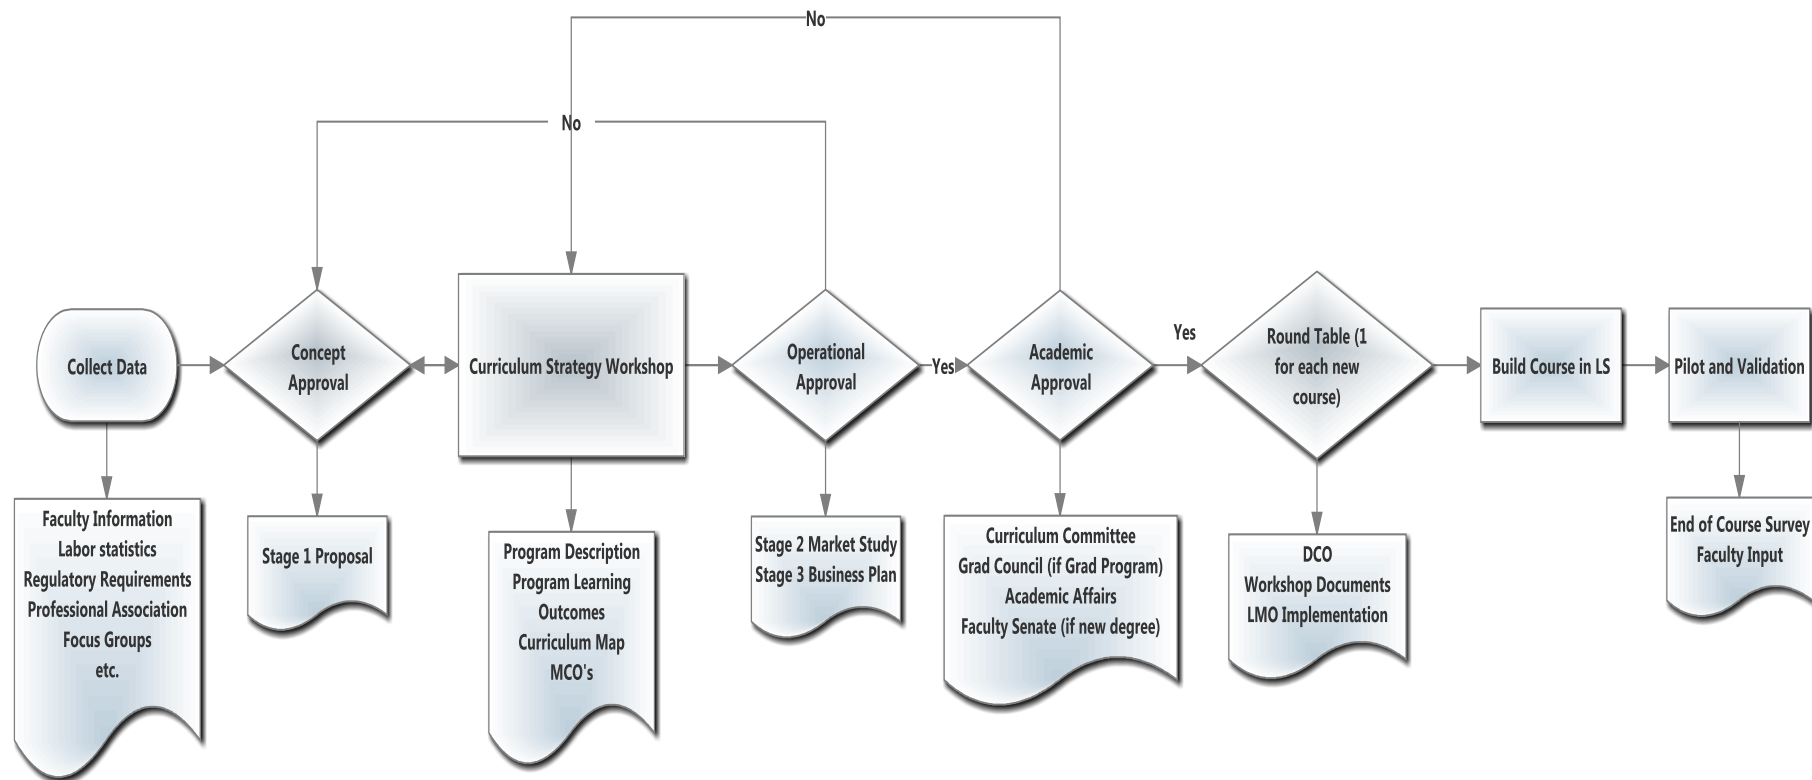 No
No
Collect Data
Concept
Approval
Curriculum Strategy Workshop
Operational
Approval
Yes
Academic
Approval
Yes
Round Table (1
for each new
course)
Build Course in LS
Pilot and Validation
Faculty Information
Labor statistics
Regulatory Requirements
Professional Association
Focus Groups
etc.
Stage 1 Proposal
Program Description
Program Learning
Outcomes
Curriculum Map
MCO's
Stage 2 Market Study
Stage 3 Business Plan
Curriculum Committee
Grad Council (if Grad Program)
Academic Affairs
Faculty Senate (if new degree)
DCO
Workshop Documents
LMO Implementation
End of Course Survey
Faculty Input